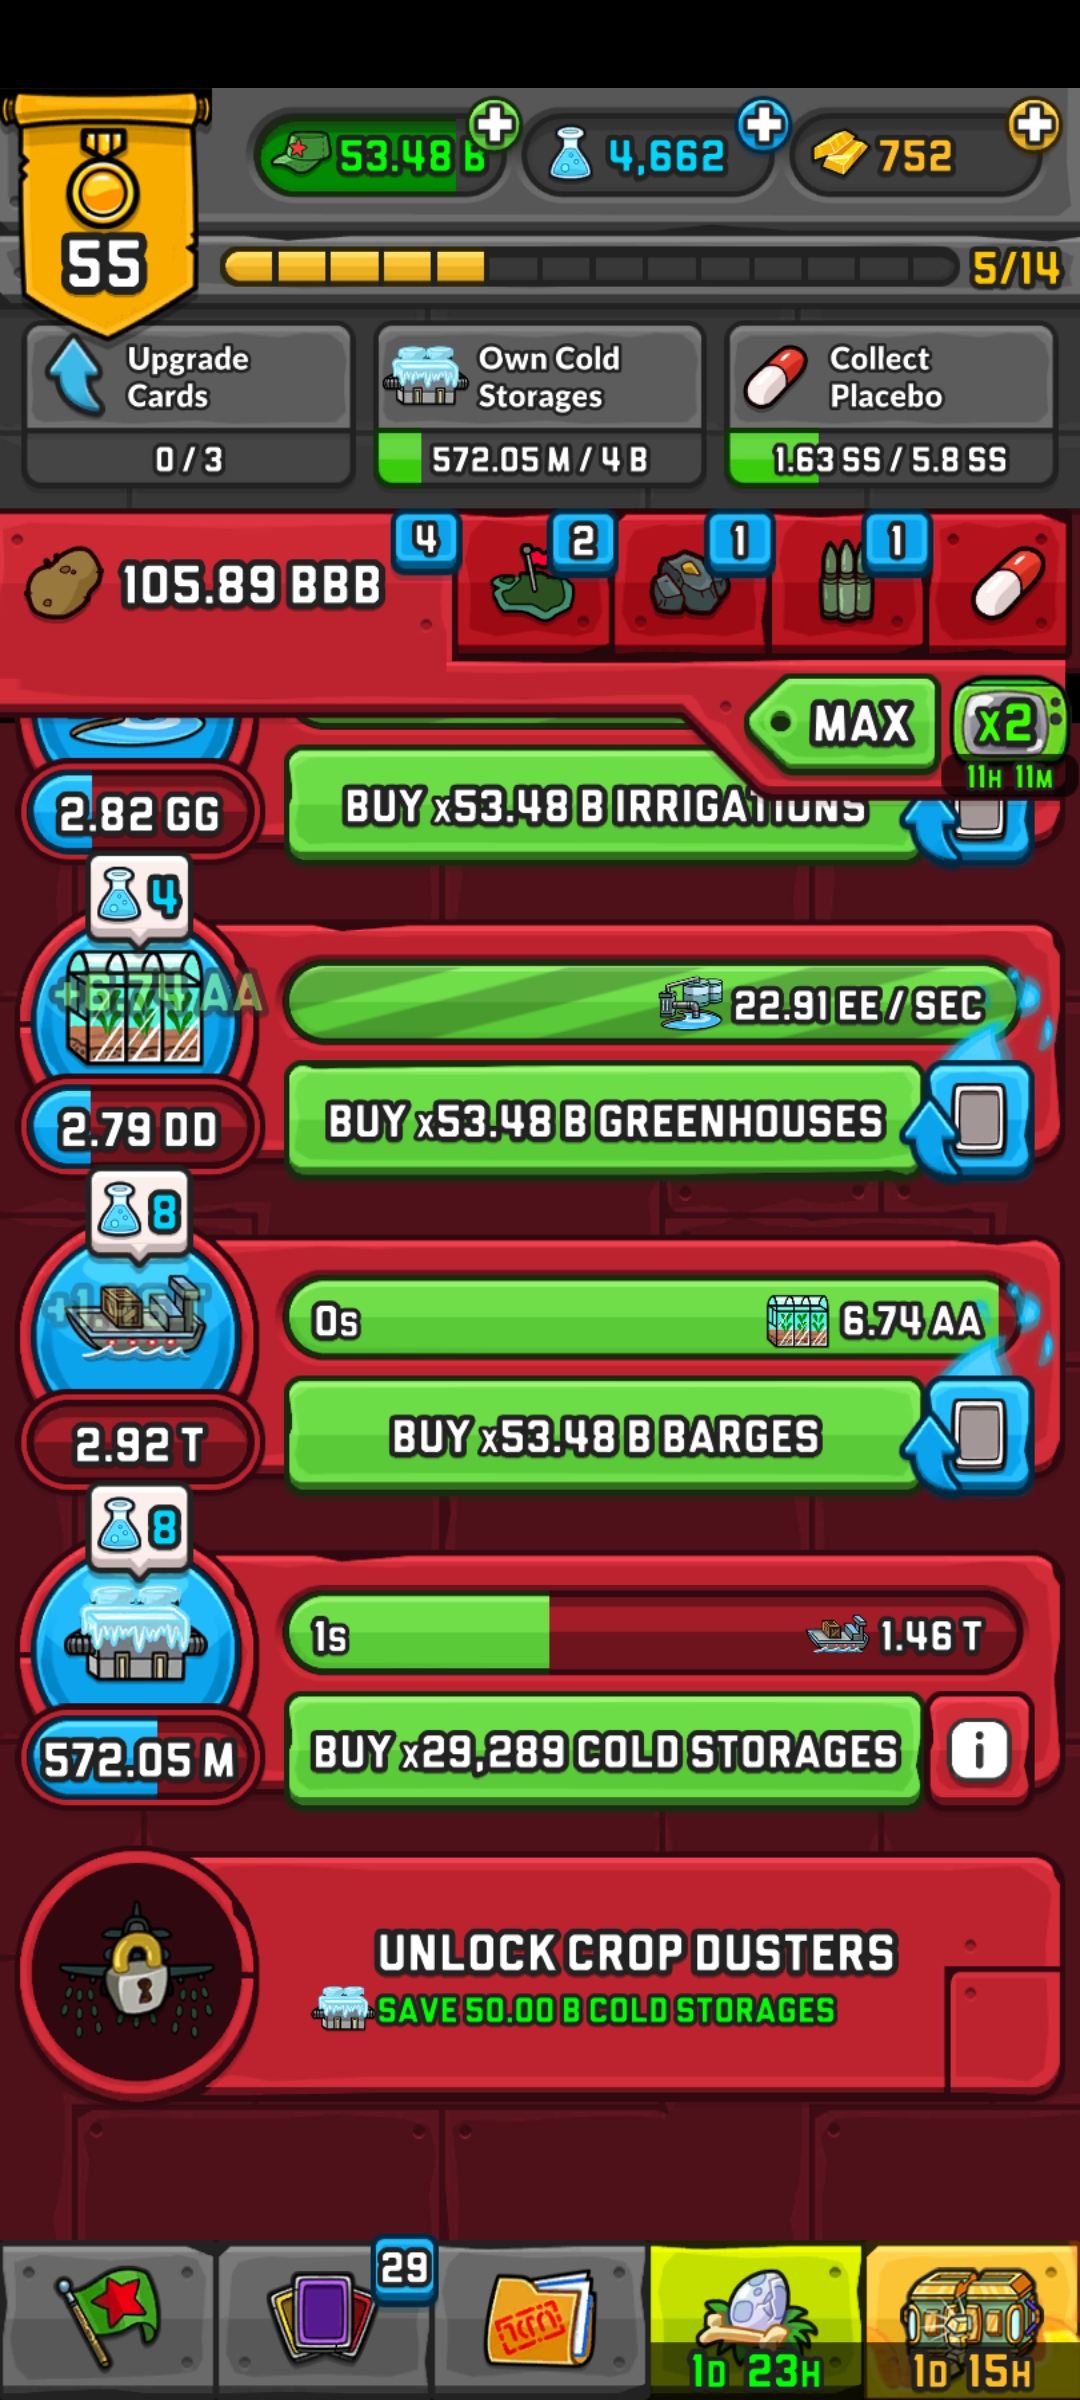 53.48 B
4,662
752
55
5/14
Upgrade
Cards
0 / 3
Own Cold
Storages
572.05 M / 4 B
Collect
Placebo
1.63 SS / 5.8 SS
105.89 BBB
4
2
1
1
MAX
x2
11H 11M
2.82 GG
BUY x53.48 B IRRIGATIONS
4
+6.74 AA
22.91 EE / SEC
2.79 DD
BUY x53.48 B GREENHOUSES
8
0s
6.74 AA
2.92 T
BUY x53.48 B BARGES
8
1s
1.46 T
572.05 M
BUY x29,289 COLD STORAGES
i
UNLOCK CROP DUSTERS
SAVE 50.00 B COLD STORAGES
29
1D 23H
1D 15H